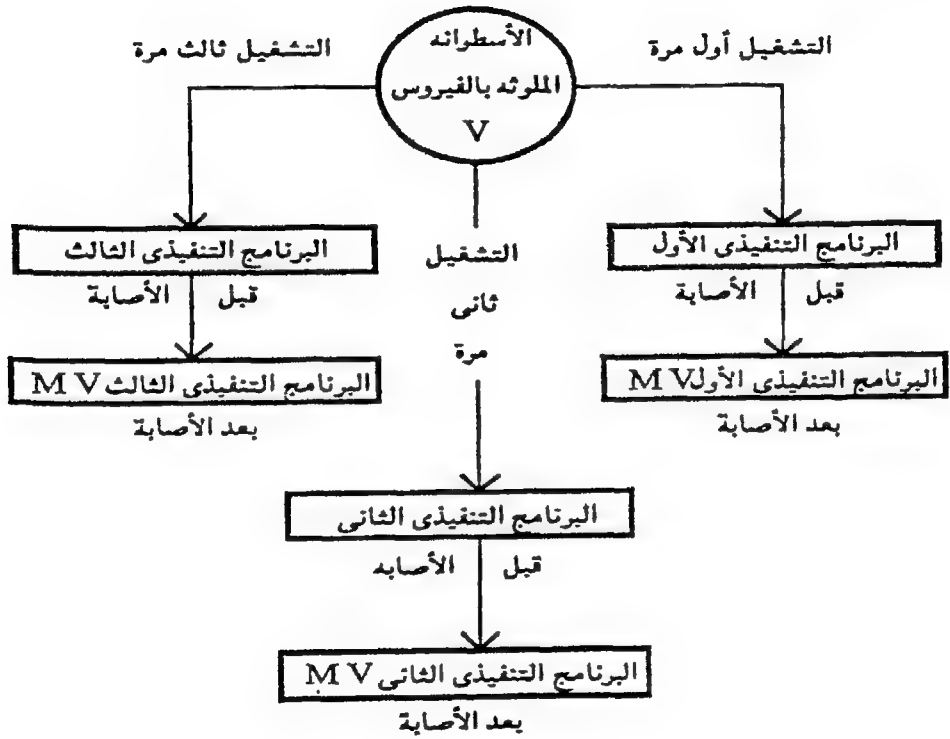 الأسطوانه
الملوثه بالفيروس
V
التشغيل أول مرة
البرنامج التنفيذى الأول
قبل الأصابة
البرنامج التنفيذى الأول M V
بعد الأصابة
التشغيل
ثانى
مرة
البرنامج التنفيذى الثانى
قبل الأصابه
البرنامج التنفيذى الثانى M V
بعد الأصابة
التشغيل ثالث مرة
البرنامج التنفيذى الثالث
قبل الأصابة
البرنامج التنفيذى الثالث M V
بعد الأصابة